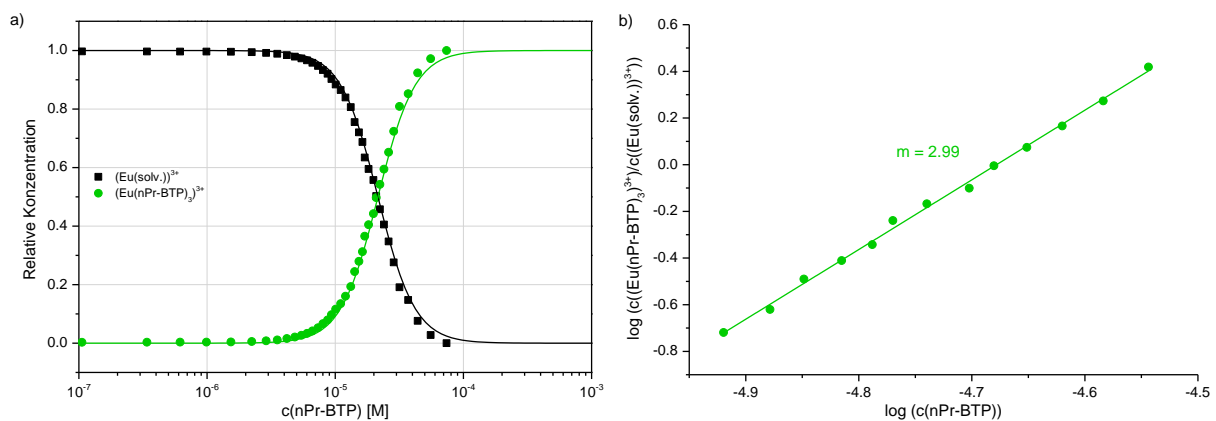 a)
1.0
0.8
0.6
0.4
0.2
0.0
Relative Konzentration
(Eu(solv.))³⁺
(Eu(nPr-BTP)₃)³⁺
10⁻⁷
10⁻⁶
10⁻⁵
10⁻⁴
10⁻³
c(nPr-BTP) [M]
b)
0.6
0.4
0.2
0.0
-0.2
-0.4
-0.6
-0.8
log (c((Eu(nPr-BTP)₃)³⁺)/c((Eu(solv.))³⁺))
m = 2.99
-4.9
-4.8
-4.7
-4.6
-4.5
log (c(nPr-BTP))